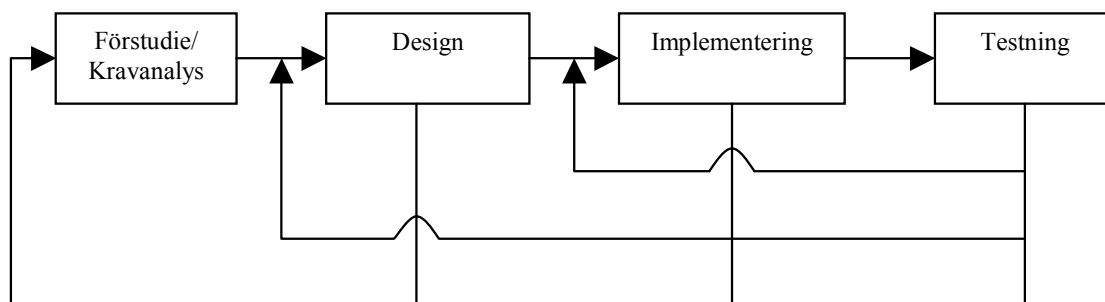 Förstudie/
Kravanalys
Design
Implementering
Testning